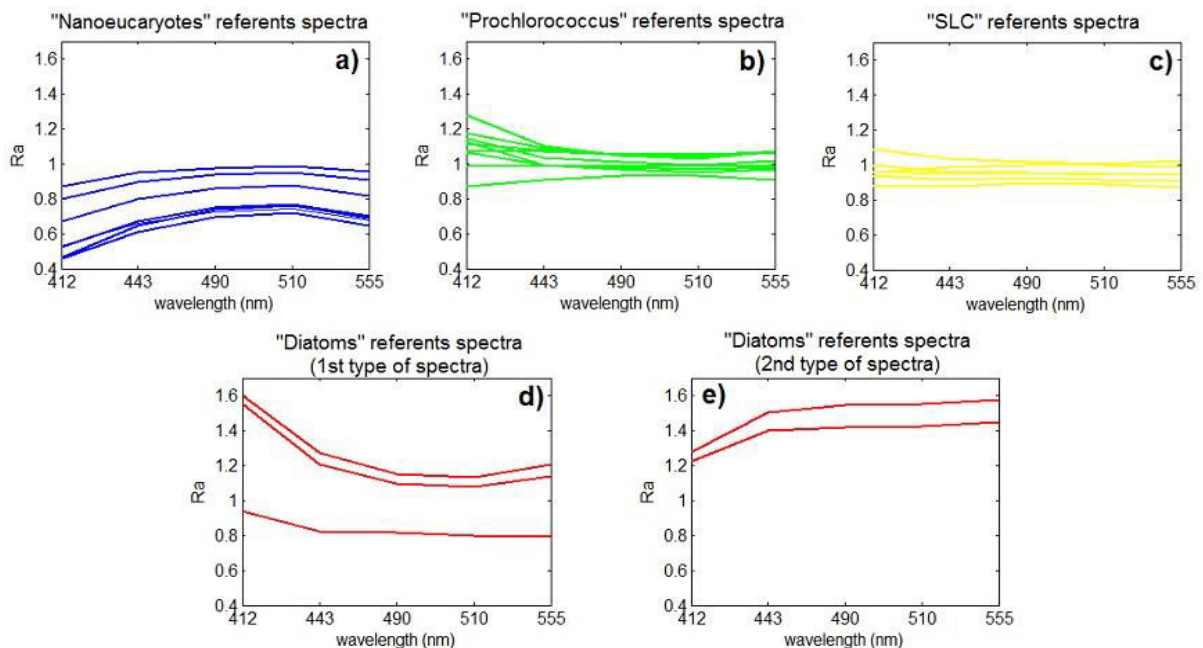 "Nanoeucaryotes" referents spectra
a)
Ra
1.6
1.4
1.2
1
0.8
0.6
0.4
412 443 490 510 555
wavelength (nm)
"Prochlorococcus" referents spectra
b)
Ra
1.6
1.4
1.2
1
0.8
0.6
0.4
412 443 490 510 555
wavelength (nm)
"SLC" referents spectra
c)
Ra
1.6
1.4
1.2
1
0.8
0.6
0.4
412 443 490 510 555
wavelength (nm)
"Diatoms" referents spectra
(1st type of spectra)
d)
Ra
1.6
1.4
1.2
1
0.8
0.6
0.4
412 443 490 510 555
wavelength (nm)
"Diatoms" referents spectra
(2nd type of spectra)
e)
Ra
1.6
1.4
1.2
1
0.8
0.6
0.4
412 443 490 510 555
wavelength (nm)